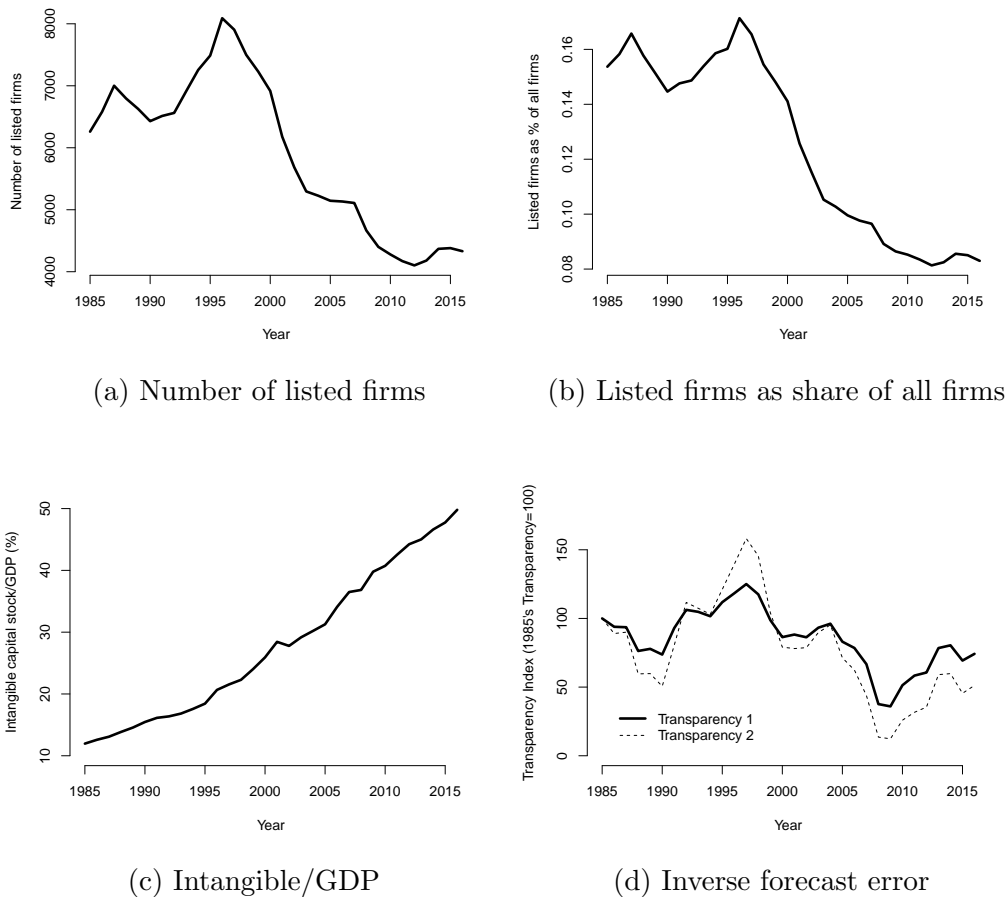 Number of listed firms
8000
7000
6000
5000
4000
1985 1990 1995 2000 2005 2010 2015
Year
(a) Number of listed firms
Listed firms as % of all firms
0.16
0.14
0.12
0.10
0.08
1985 1990 1995 2000 2005 2010 2015
Year
(b) Listed firms as share of all firms
Intangible capital stock/GDP (%)
50
40
30
20
10
1985 1990 1995 2000 2005 2010 2015
Year
(c) Intangible/GDP
Transparency Index (1985's Transparency=100)
150
100
50
0
Transparency 1
Transparency 2
1985 1990 1995 2000 2005 2010 2015
Year
(d) Inverse forecast error